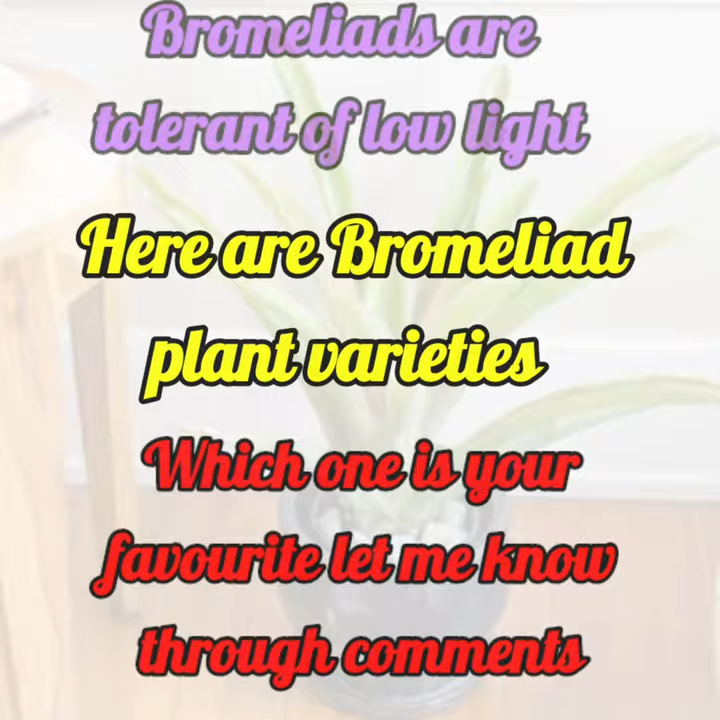 Bromeliads are
tolerant of low light
Here are Bromeliad
plant varieties
Which one is your
favourite let me know
through comments